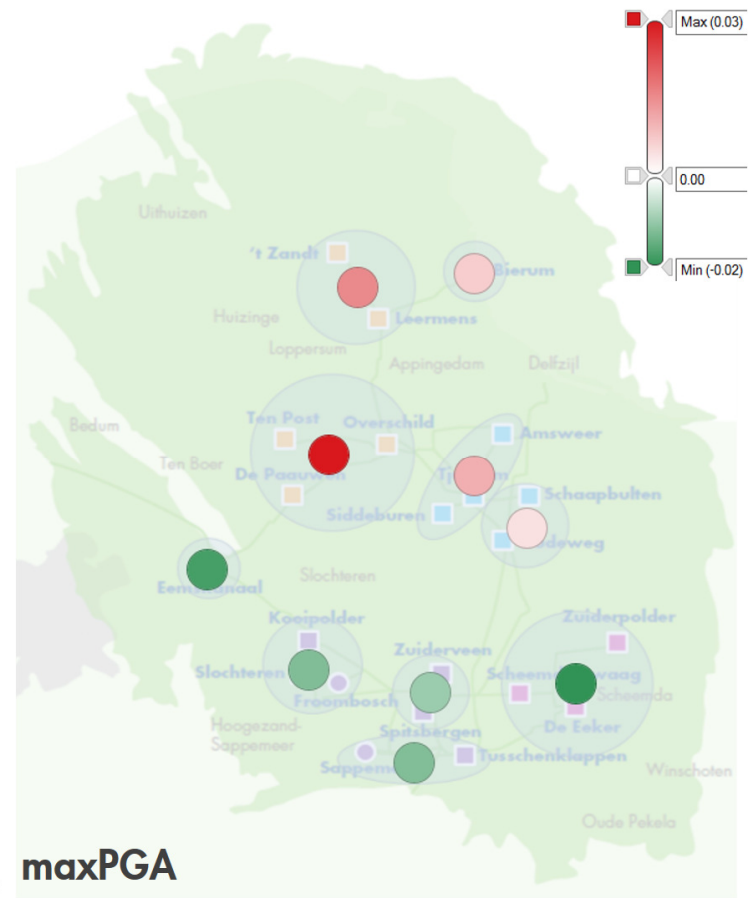 Max (0.03)
0.00
Min (-0.02)
Uithuizen
't Zandt
Bierum
Huizinge
Leermens
Loppersum
Appingedam
Delfzijl
Ten Post
Overschild
Bedum
Amsweer
Ten Boer
De Paauwen
Schaapbulten
Siddeburen
Slochteren
Kooipolder
Zuiderpolder
Zuiderveen
Slochteren
Scheemda
Froombosch
Hoogezand-
Sappemeer
Spitsbergen
De Eeker
Tusschenklappen
Winschoten
Oude Pekela
maxPGA